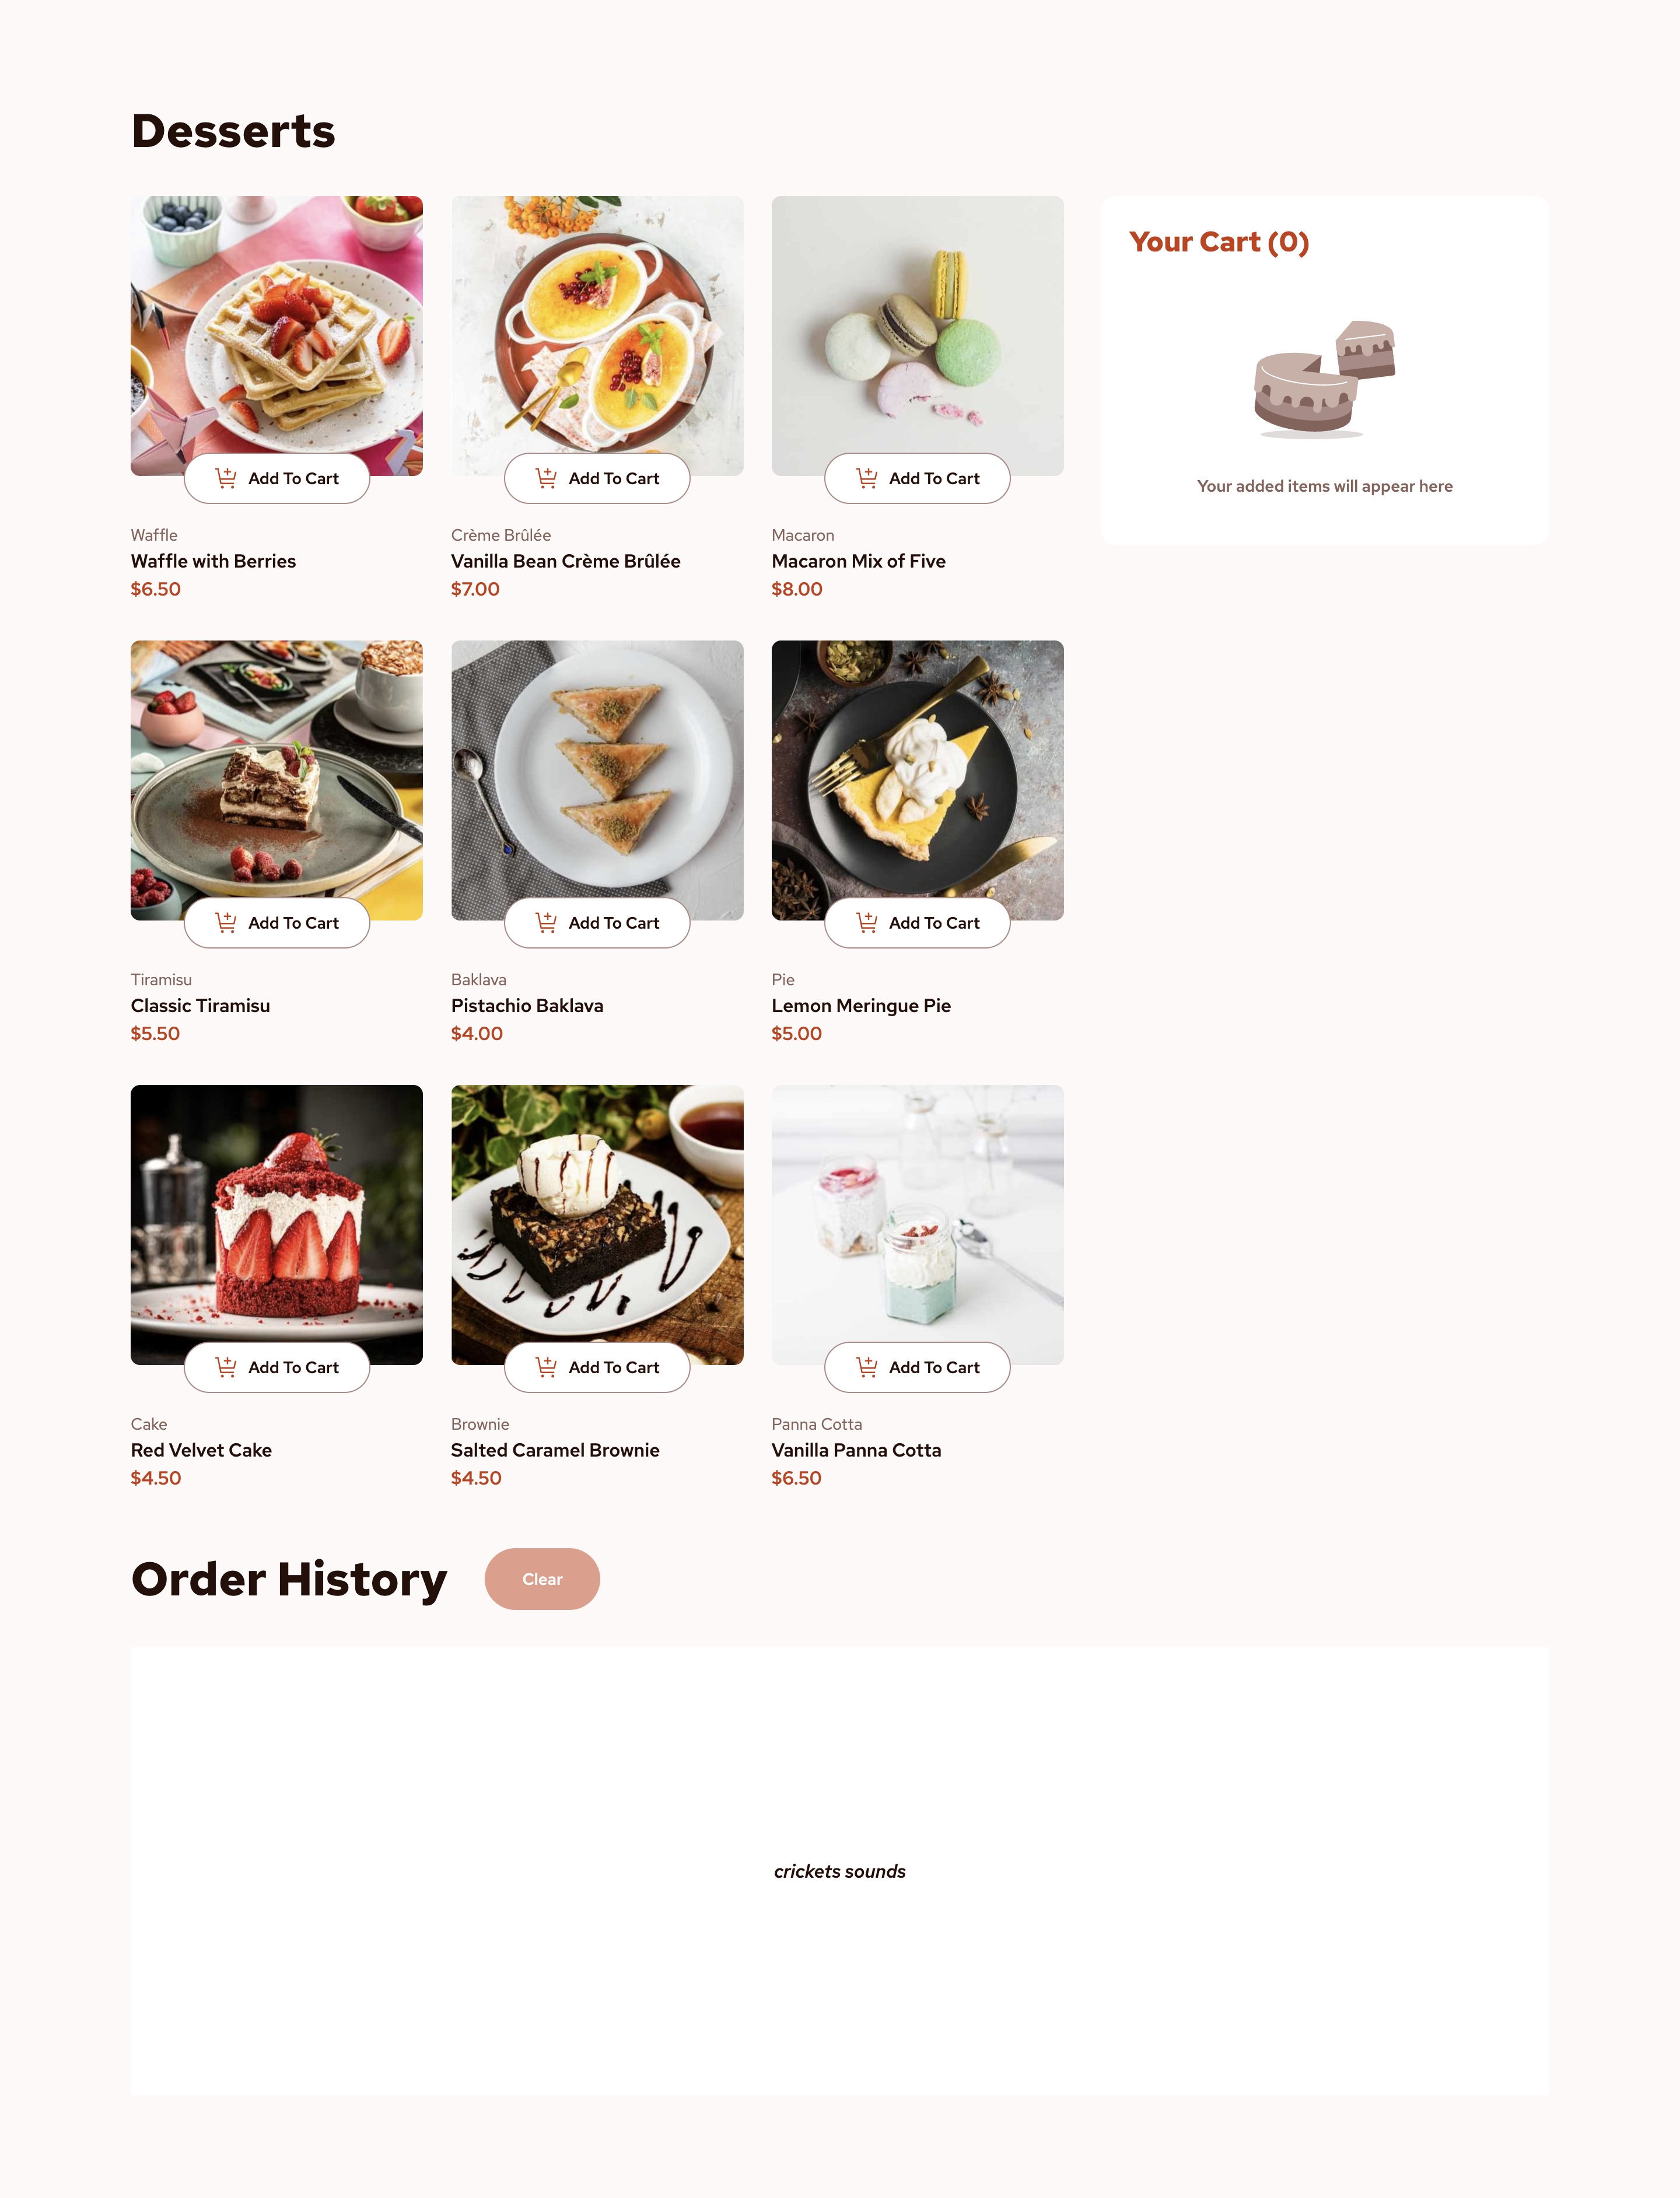 Desserts
Your Cart (0)
Your added items will appear here
Add To Cart
Waffle
Waffle with Berries
$6.50
Add To Cart
Crème Brûlée
Vanilla Bean Crème Brûlée
$7.00
Add To Cart
Macaron
Macaron Mix of Five
$8.00
Add To Cart
Tiramisu
Classic Tiramisu
$5.50
Add To Cart
Baklava
Pistachio Baklava
$4.00
Add To Cart
Pie
Lemon Meringue Pie
$5.00
Add To Cart
Cake
Red Velvet Cake
$4.50
Add To Cart
Brownie
Salted Caramel Brownie
$4.50
Add To Cart
Panna Cotta
Vanilla Panna Cotta
$6.50
Order History
Clear
crickets sounds